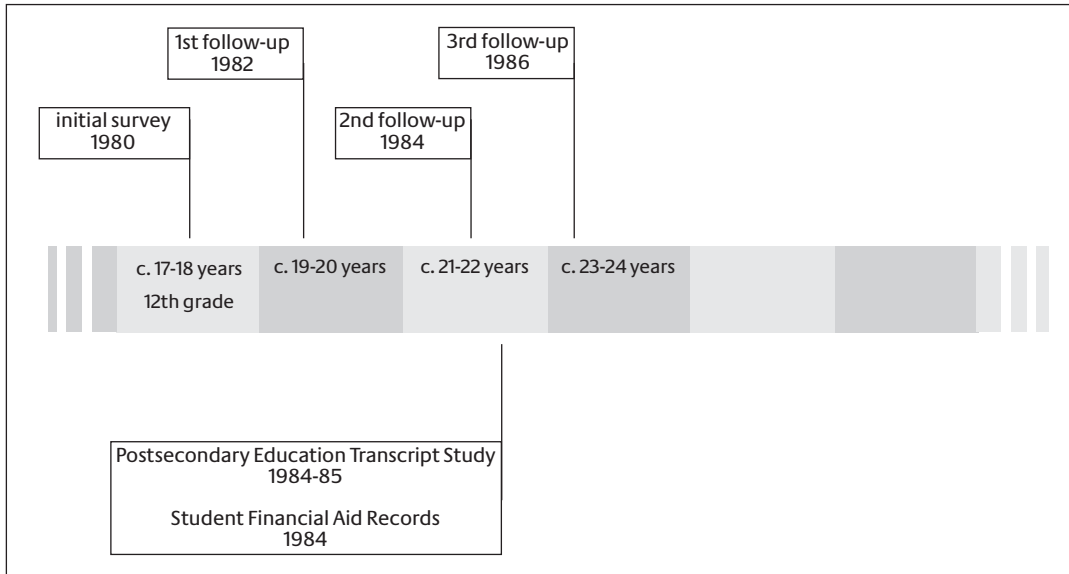 1st follow-up
1982
3rd follow-up
1986
initial survey
1980
2nd follow-up
1984
c. 17-18 years
12th grade
c. 19-20 years
c. 21-22 years
c. 23-24 years
Postsecondary Education Transcript Study
1984-85
Student Financial Aid Records
1984